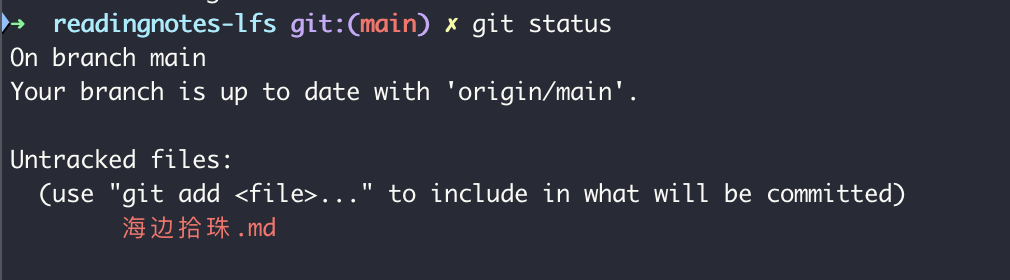 ➜ readingnotes-lfs git:(main) ✗ git status
On branch main
Your branch is up to date with 'origin/main'.
Untracked files:
(use "git add <file>..." to include in what will be committed)
海边拾珠.md